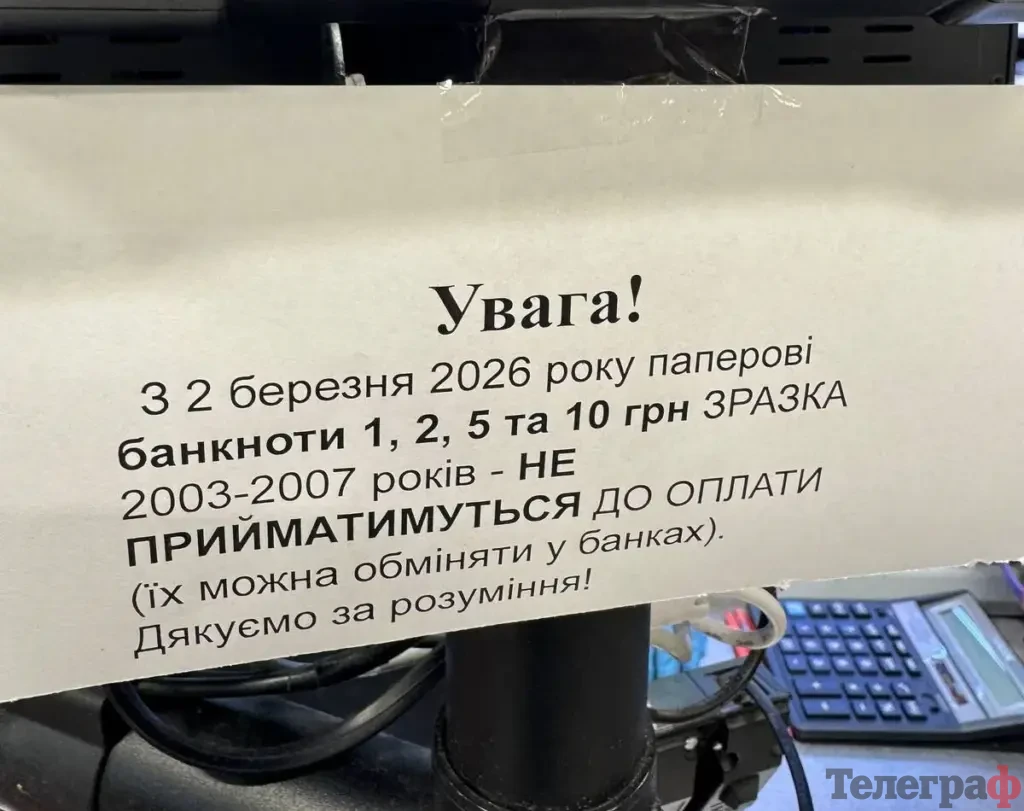 Увага!
З 2 березня 2026 року паперові
банкноти 1, 2, 5 та 10 грн ЗРАЗКА
2003-2007 років - НЕ
ПРИЙМАТИМУТЬСЯ ДО ОПЛАТИ
(їх можна обміняти у банках).
Дякуємо за розуміння!
Телеграф